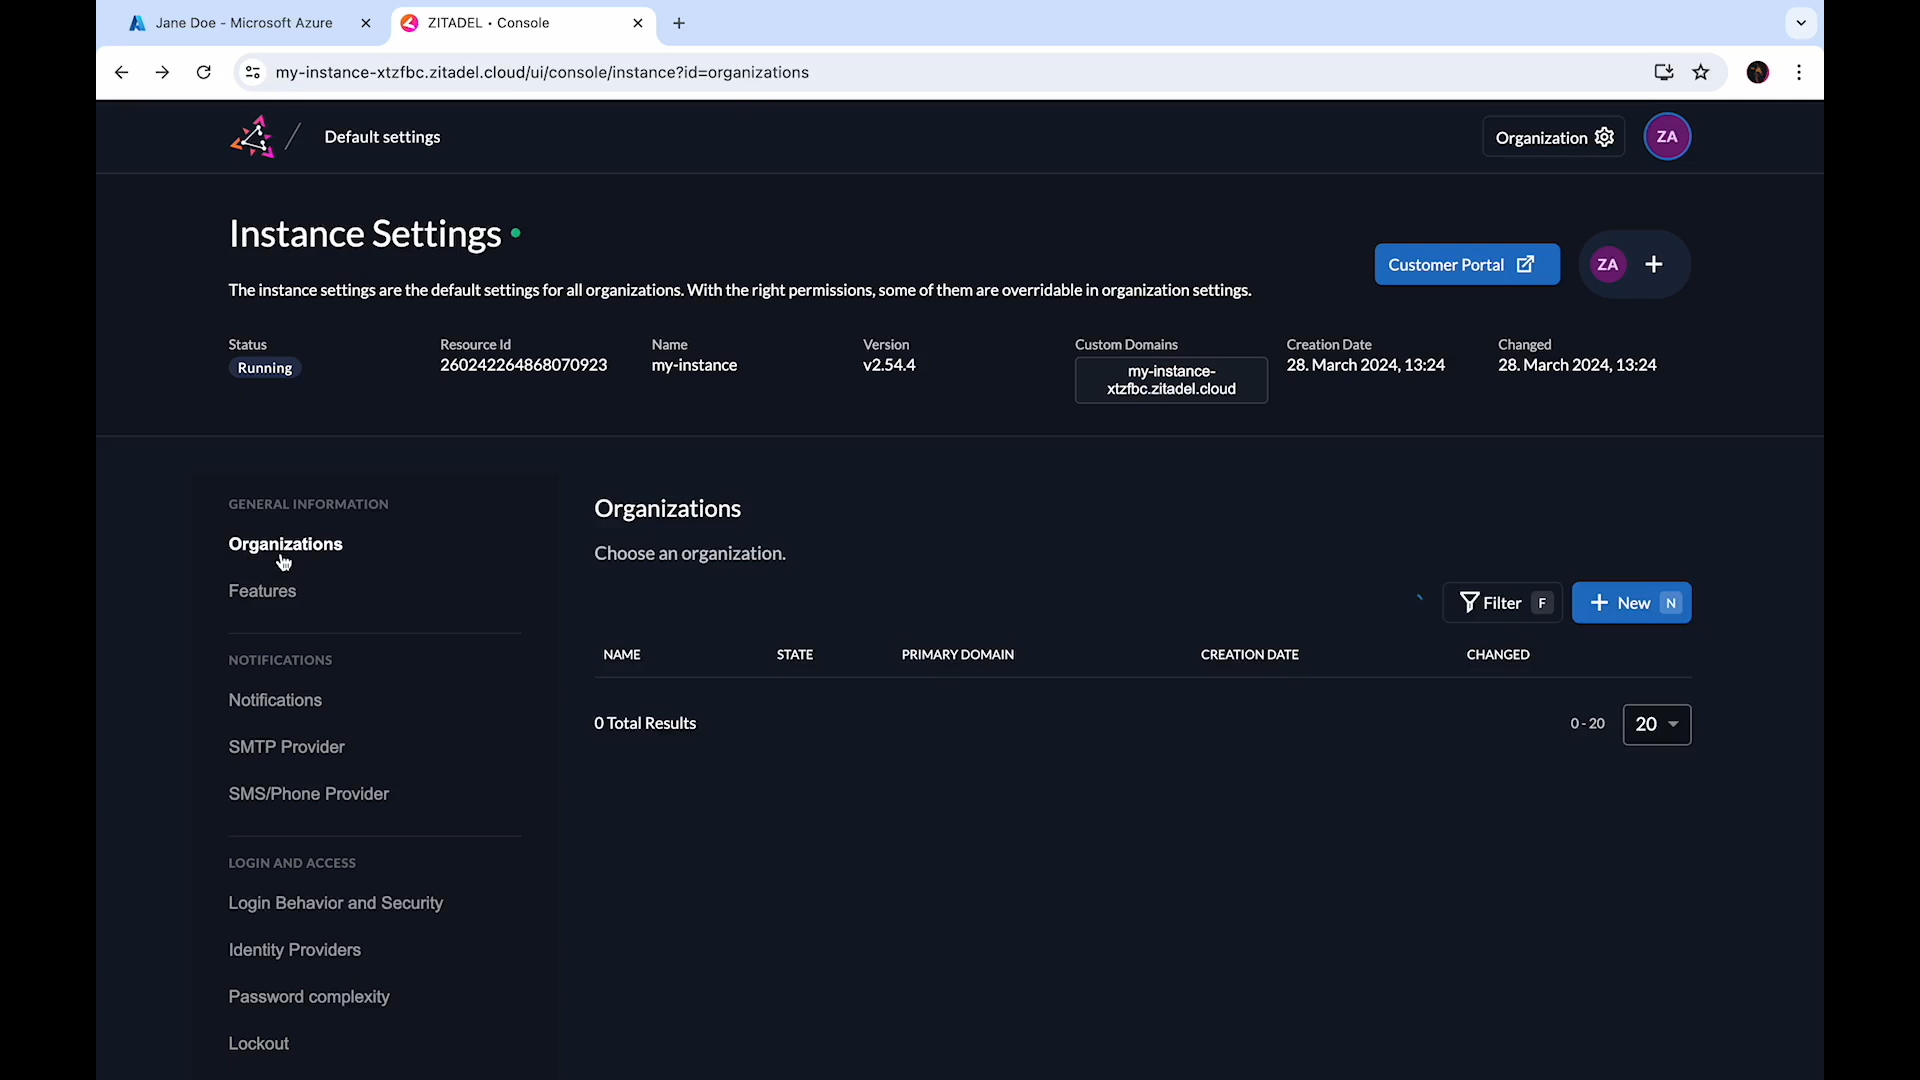 Jane Doe - Microsoft Azure
ZITADEL • Console
my-instance-xtzfbc.zitadel.cloud/ui/console/instance?id=organizations
Default settings
Organization
ZA
Instance Settings
Customer Portal
ZA
The instance settings are the default settings for all organizations. With the right permissions, some of them are overridable in organization settings.
Status
Running
Resource Id
260242264868070923
Name
my-instance
Version
v2.54.4
Custom Domains
my-instance-
xtzfbc.zitadel.cloud
Creation Date
28. March 2024, 13:24
Changed
28. March 2024, 13:24
GENERAL INFORMATION
Organizations
Features
NOTIFICATIONS
Notifications
SMTP Provider
SMS/Phone Provider
LOGIN AND ACCESS
Login Behavior and Security
Identity Providers
Password complexity
Lockout
Organizations
Choose an organization.
Filter F
+ New N
NAME STATE PRIMARY DOMAIN CREATION DATE CHANGED
0 Total Results
0 - 20
20